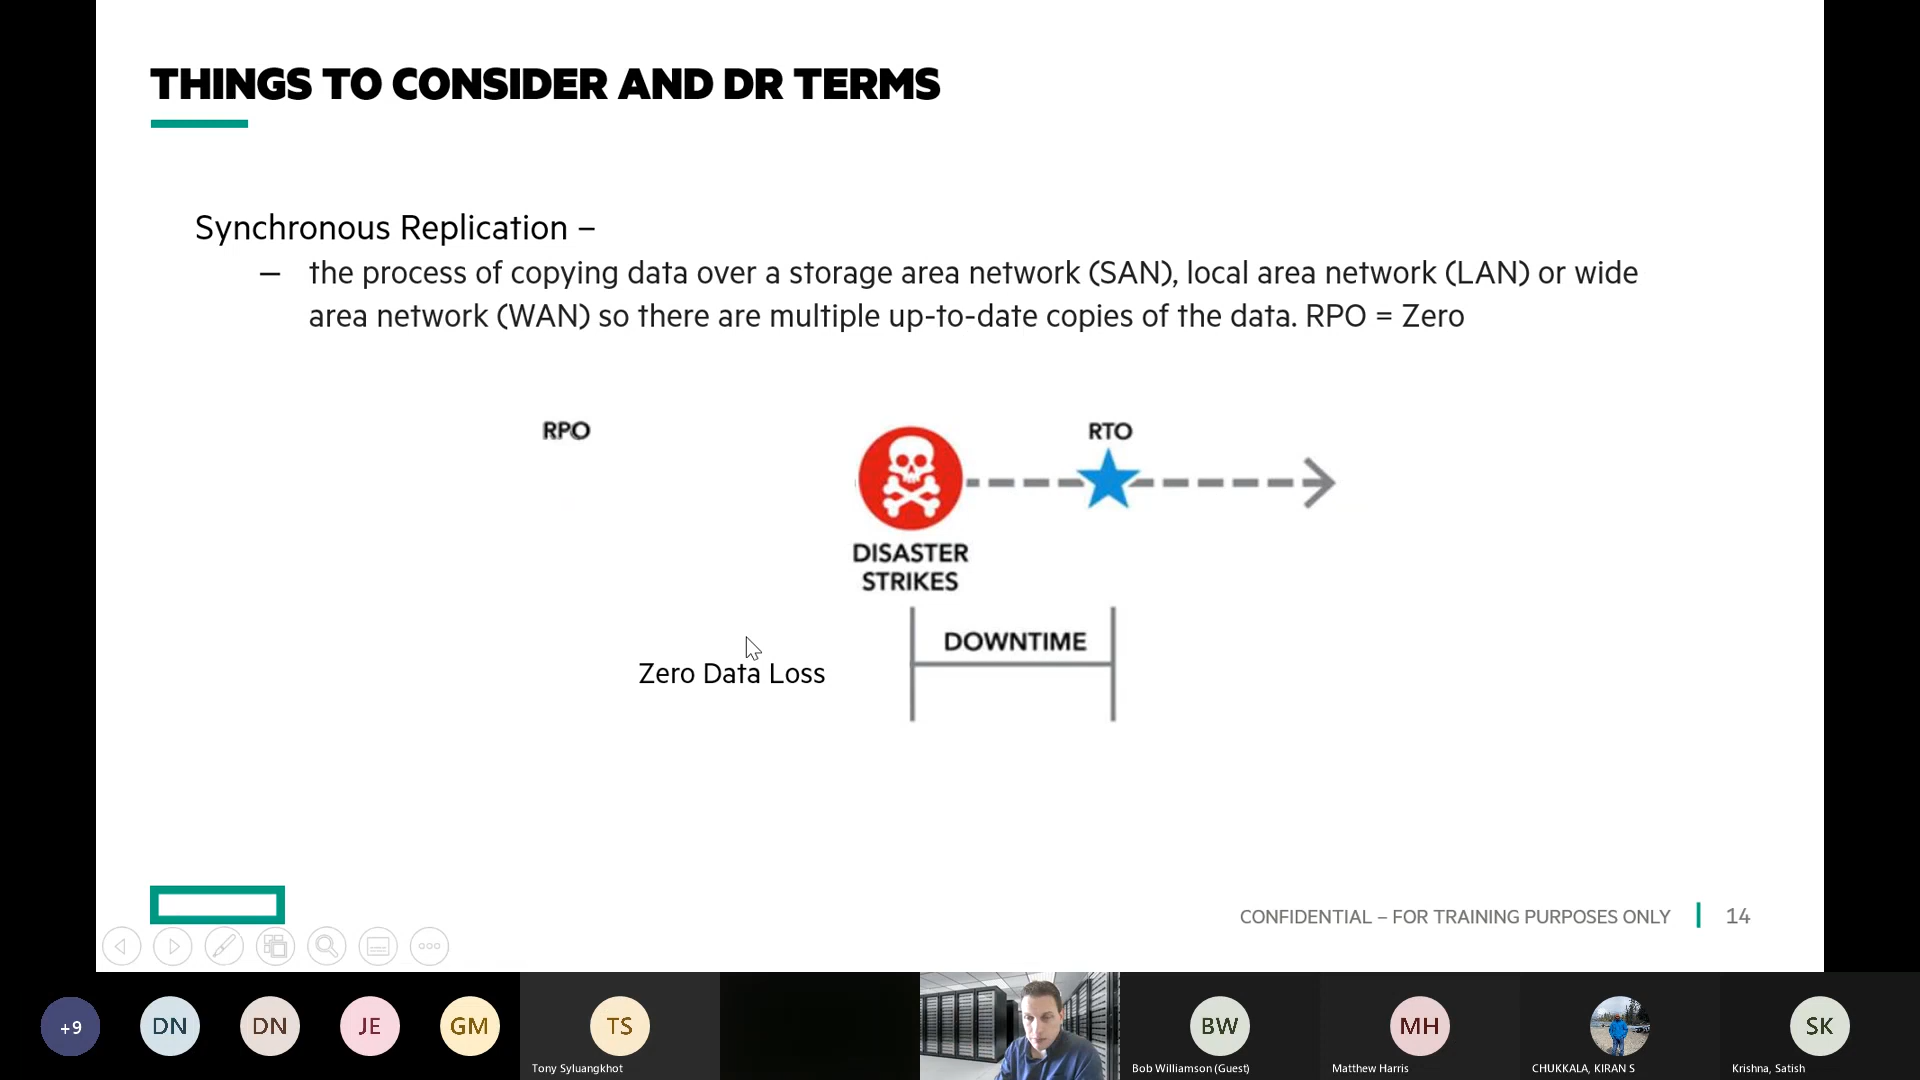 THINGS TO CONSIDER AND DR TERMS
Synchronous Replication –
– the process of copying data over a storage area network (SAN), local area network (LAN) or wide
area network (WAN) so there are multiple up-to-date copies of the data. RPO = Zero
RPO
RTO
DISASTER
STRIKES
DOWNTIME
Zero Data Loss
CONFIDENTIAL – FOR TRAINING PURPOSES ONLY
14
+9
DN
DN
JE
GM
TS
Tony Syluangkhot
BW
Bob Williamson (Guest)
MH
Matthew Harris
CHUKKALA, KIRAN S
SK
Krishna, Satish